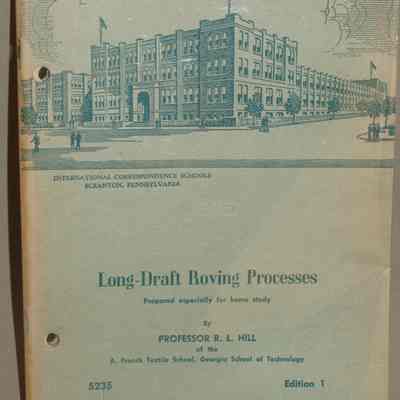 INTERNATIONAL CORRESPONDENCE SCHOOLS
SCRANTON, PENNSYLVANIA
Long-Draft Roving Processes
Prepared especially for home study
By
PROFESSOR R. L. HILL
of the
A. French Textile School, Georgia School of Technology
5235 Edition 1